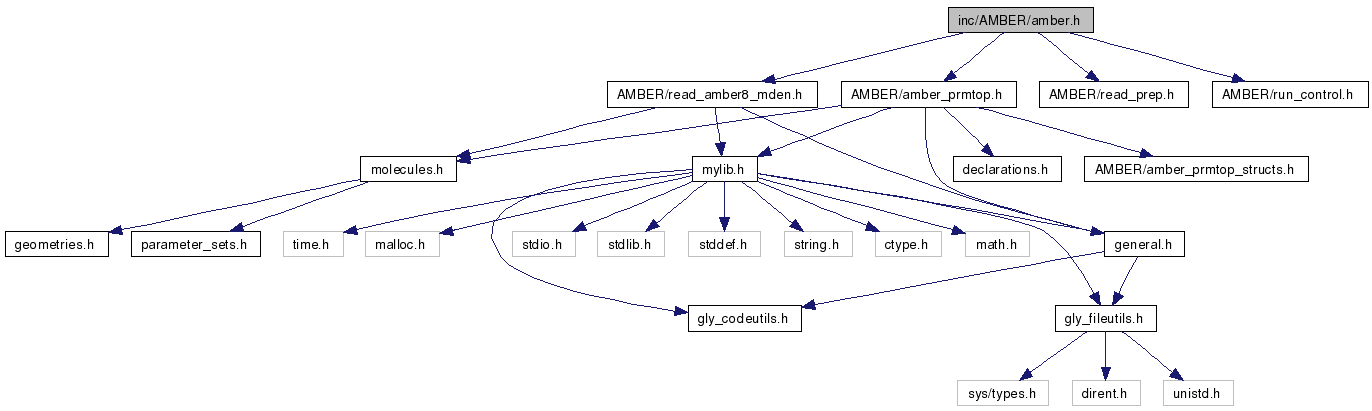 inc/AMBER/amber.h
AMBER/read_amber8_mden.h
AMBER/amber_prmtop.h
AMBER/read_prep.h
AMBER/run_control.h
molecules.h
mylib.h
declarations.h
AMBER/amber_prmtop_structs.h
geometries.h
parameter_sets.h
time.h
malloc.h
stdio.h
stdlib.h
stddef.h
string.h
ctype.h
math.h
general.h
gly_codeutils.h
gly_fileutils.h
sys/types.h
dirent.h
unistd.h